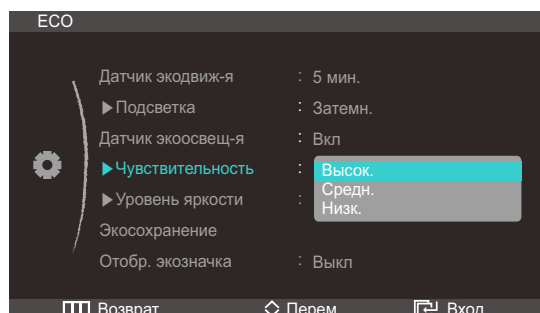 ECO
Датчик экодвиж-я : 5 мин.
▶Подсветка : Затемн.
Датчик экоосвещ-я : Вкл
▶Чувствительность : Высок.
Средн.
▶Уровень яркости : Низк.
Экосохранение
Отобр. экозначка : Выкл
Возврат Перем. Вход